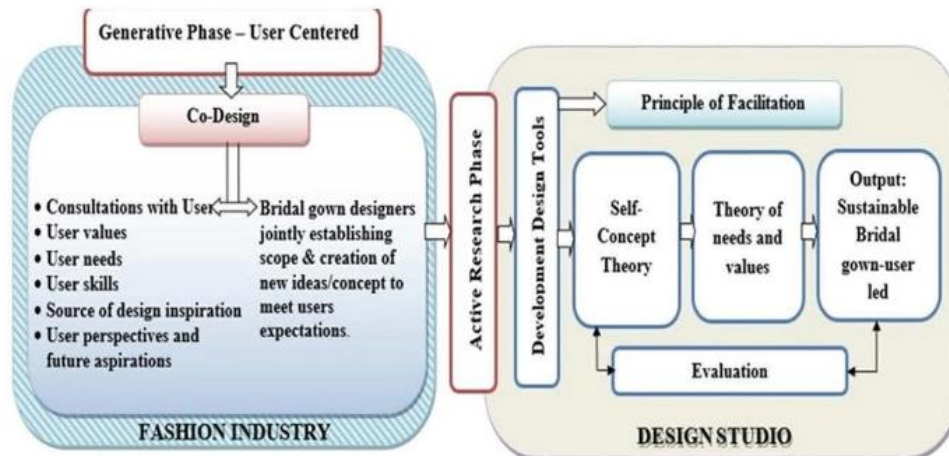 Generative Phase – User Centered
Co-Design
• Consultations with User
• User values
• User needs
• User skills
• Source of design inspiration
• User perspectives and
future aspirations
Bridal gown designers
jointly establishing
scope & creation of
new ideas/concept to
meet users
expectations.
FASHION INDUSTRY
Active Research Phase
Development Design Tools
Principle of Facilitation
Self-
Concept
Theory
Theory of
needs and
values
Output:
Sustainable
Bridal
gown-user
led
Evaluation
DESIGN STUDIO